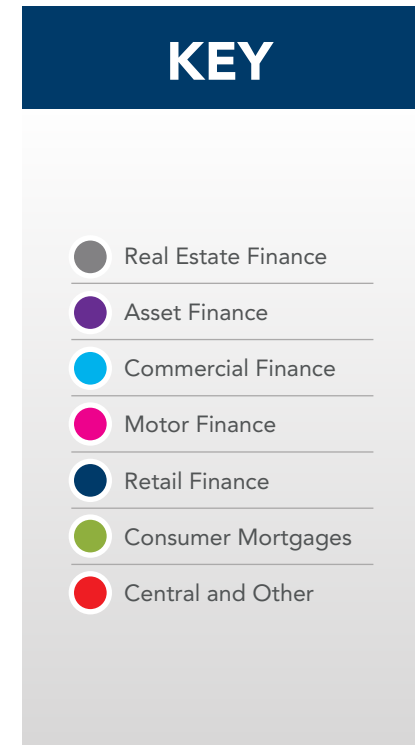 KEY
Real Estate Finance
Asset Finance
Commercial Finance
Motor Finance
Retail Finance
Consumer Mortgages
Central and Other